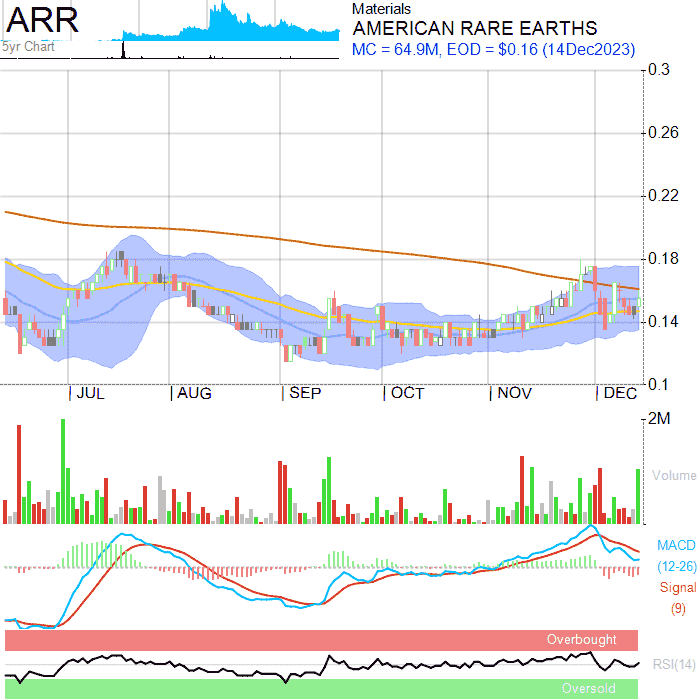 ARR
5yr Chart
Materials
AMERICAN RARE EARTHS
MC = 64.9M, EOD = $0.16 (14Dec2023)
0.3
0.26
0.22
0.18
0.14
0.1
JUL AUG SEP OCT NOV DEC
2M
Volume
MACD
(12-26)
Signal
(9)
Overbought
RSI(14)
Oversold